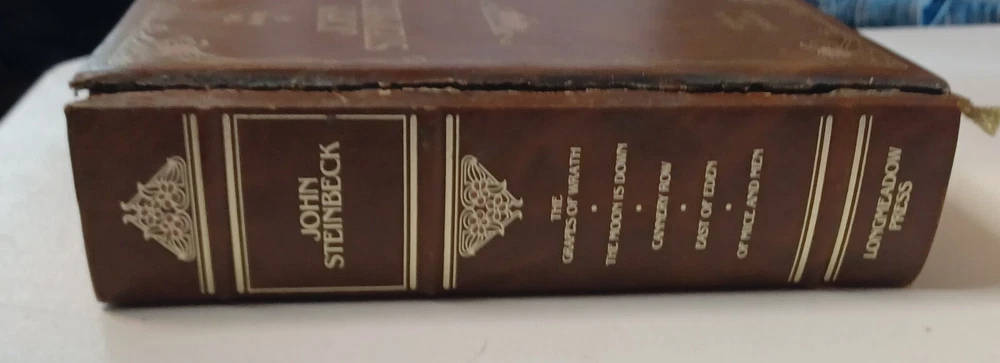 JOHN
STEINBECK
THE
GRAPES OF WRATH
•
THE MOON IS DOWN
•
CANNERY ROW
•
EAST OF EDEN
•
OF MICE AND MEN
LONGMEADOW
PRESS